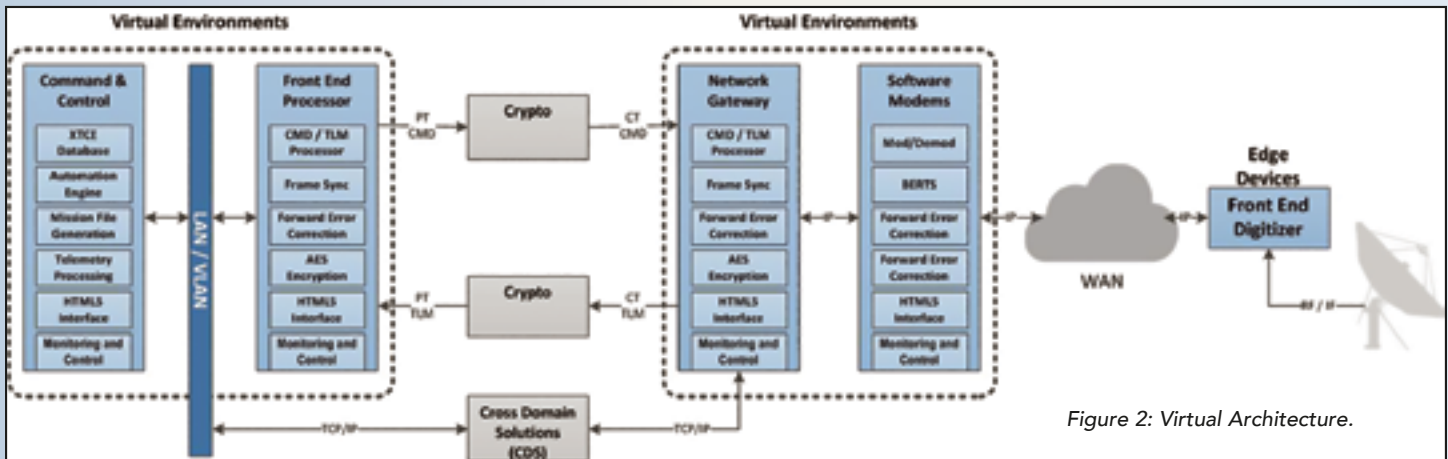 Virtual Environments
Virtual Environments
Command &
Control
XTCE
Database
Automation
Engine
Mission File
Generation
Telemetry
Processing
HTML5
Interface
Monitoring and
Control
LAN / VLAN
Front End
Processor
CMD / TLM
Processor
Frame Sync
Forward Error
Correction
AES
Encryption
HTML5
Interface
Monitoring and
Control
PT
CMD
Crypto
CT
CMD
PT
TLM
Crypto
CT
TLM
TCP/IP
Cross Domain
Solutions
(CDS)
TCP/IP
Network
Gateway
CMD / TLM
Processor
Frame Sync
Forward Error
Correction
AES
Encryption
HTML5
Interface
Monitoring and
Control
IP
Software
Modems
Mod/Demod
BERTS
Forward Error
Correction
Forward Error
Correction
HTML5
Interface
Monitoring and
Control
IP
WAN
IP
Edge
Devices
Front End
Digitizer
RF / IF
Figure 2: Virtual Architecture.